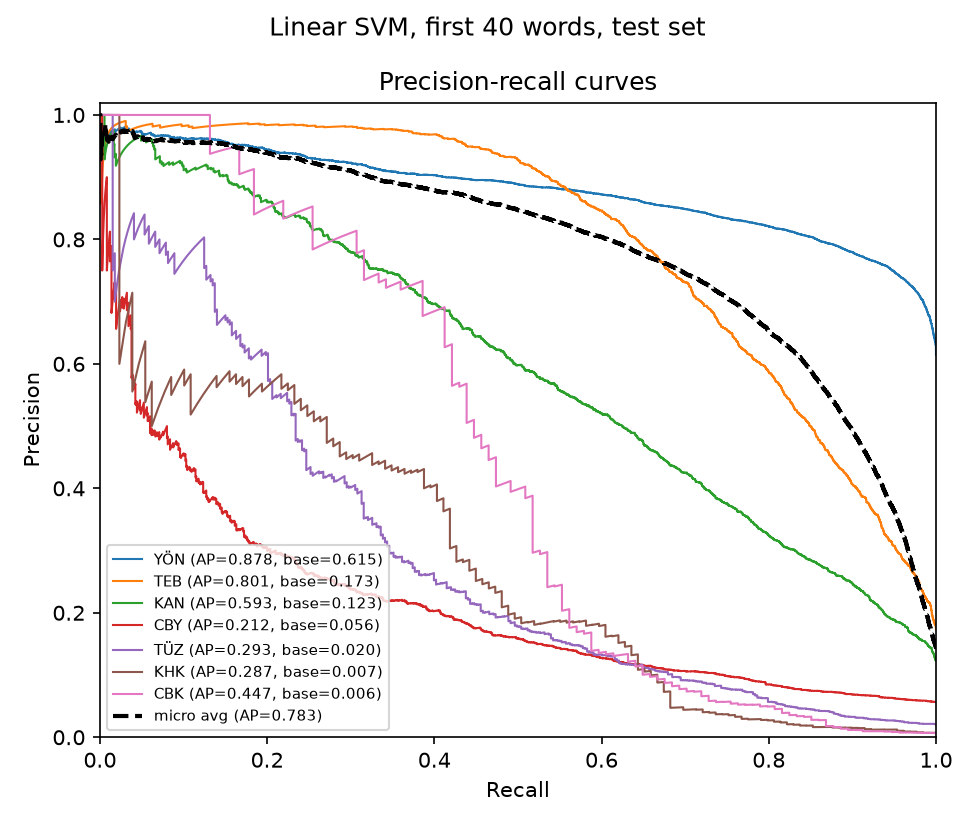 Linear SVM, first 40 words, test set
Precision-recall curves
1.0
0.8
0.6
0.4
0.2
0.0
Precision
YÖN (AP=0.878, base=0.615)
TEB (AP=0.801, base=0.173)
KAN (AP=0.593, base=0.123)
CBY (AP=0.212, base=0.056)
TÜZ (AP=0.293, base=0.020)
KHK (AP=0.287, base=0.007)
CBK (AP=0.447, base=0.006)
micro avg (AP=0.783)
0.0 0.2 0.4 0.6 0.8 1.0
Recall